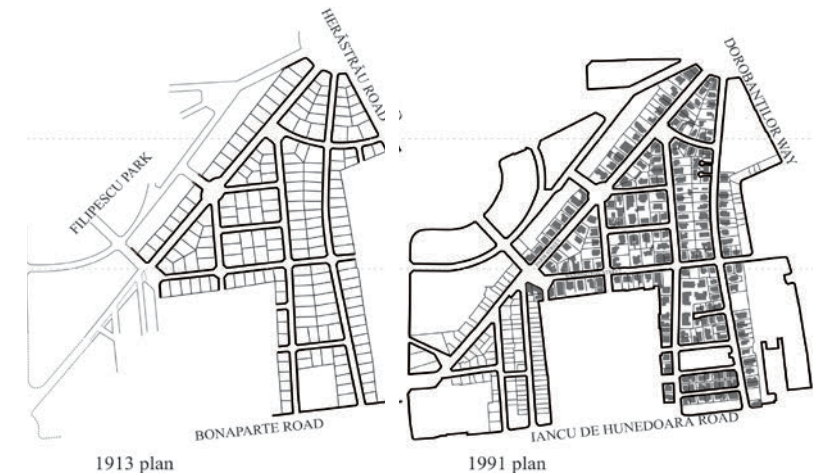 HERĂSTRĂU ROAD
FILIPESCU PARK
BONAPARTE ROAD
1913 plan
DOROBANȚILOR WAY
IANCU DE HUNEDOARA ROAD
1991 plan